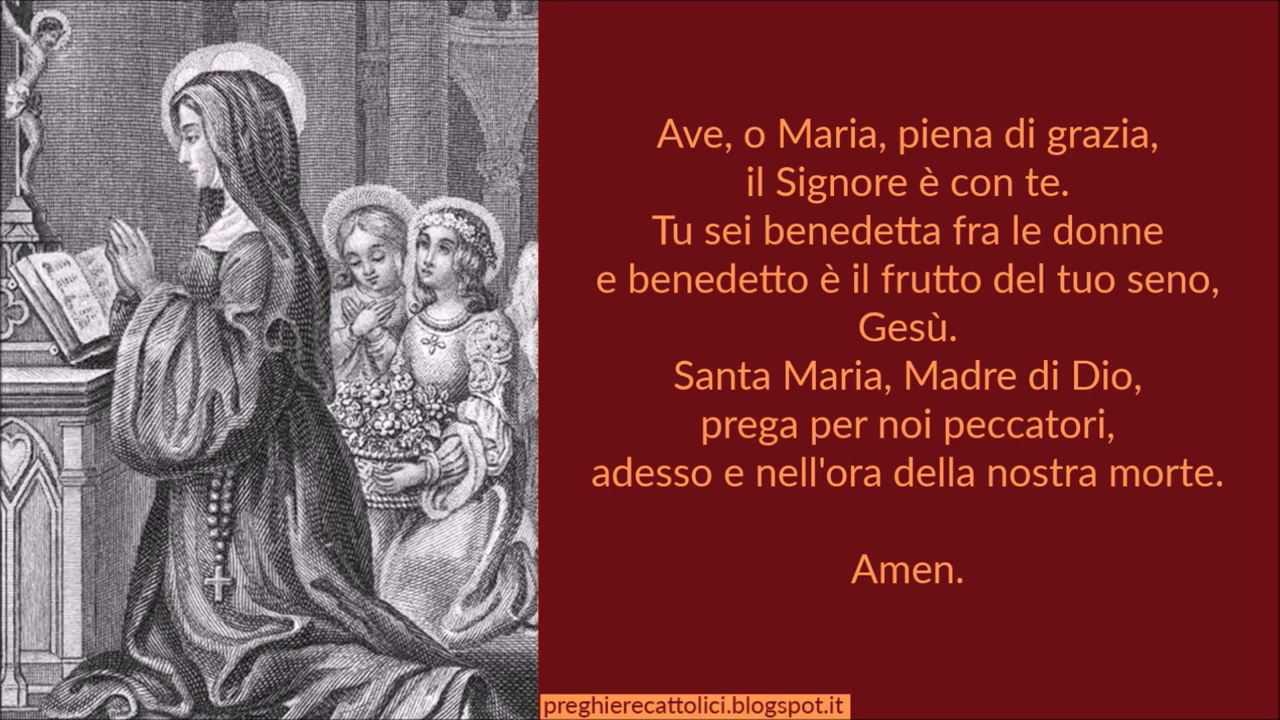 Ave, o Maria, piena di grazia,
il Signore è con te.
Tu sei benedetta fra le donne
e benedetto è il frutto del tuo seno,
Gesù.
Santa Maria, Madre di Dio,
prega per noi peccatori,
adesso e nell'ora della nostra morte.
Amen.
preghierecattolici.blogspot.it